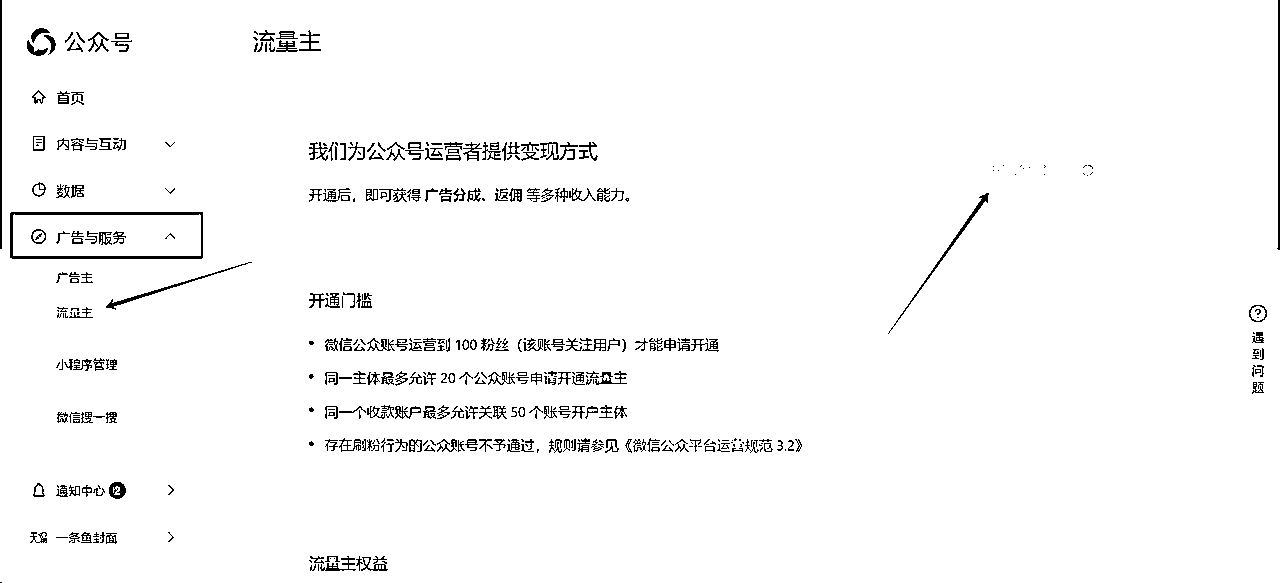 公众号
流量主
首页
内容与互动
数据
广告与服务
广告主
流量主
小程序管理
微信搜一搜
通知中心 12
一条鱼封面
我们为公众号运营者提供变现方式
开通后，即可获得 广告分成、返佣 等多种收入能力。
开通门槛
• 微信公众账号运营到 100 粉丝（该账号关注用户）才能申请开通
• 同一主体最多允许 20 个公众账号申请开通流量主
• 同一个收款账户最多允许关联 50 个账号开户主体
• 存在刷粉行为的公众账号不予通过，规则请参见《微信公众平台运营规范 3.2》
流量主权益
遇到问题